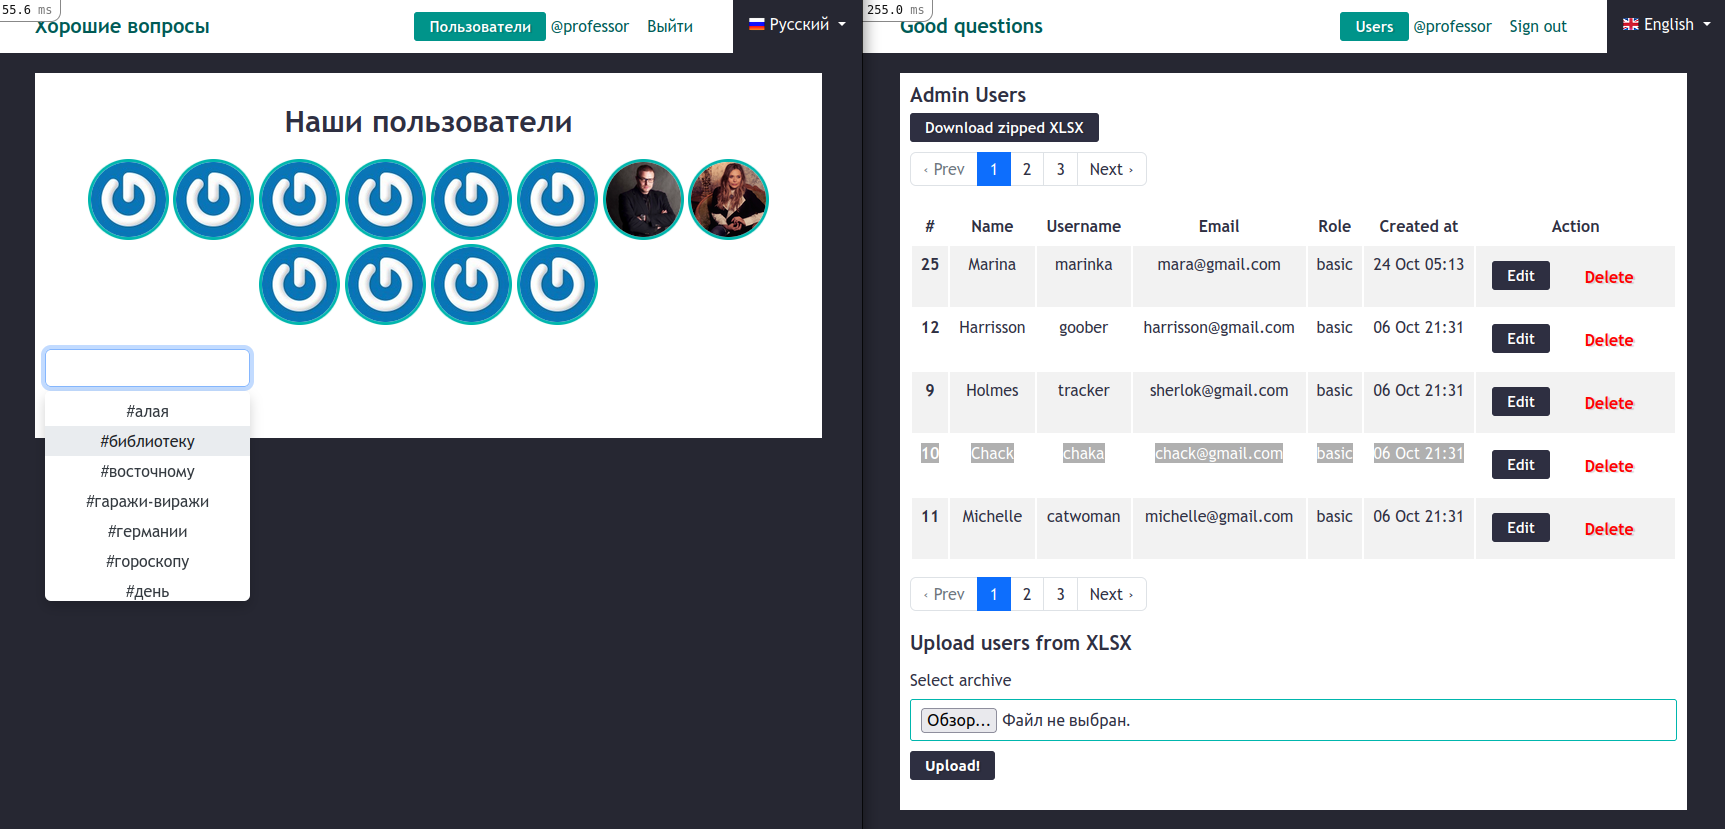 55.6 ms
Хорошие вопросы
Пользователи @professor Выйти
Русский
Наши пользователи
#алая
#библиотеку
#восточному
#гаражи-виражи
#германии
#гороскопу
#день
255.0 ms
Good questions
Users @professor Sign out
English
Admin Users
Download zipped XLSX
‹ Prev 1 2 3 Next ›
# Name Username Email Role Created at Action
25 Marina marinka mara@gmail.com basic 24 Oct 05:13 Edit Delete
12 Harrisson goober harrisson@gmail.com basic 06 Oct 21:31 Edit Delete
9 Holmes tracker sherlok@gmail.com basic 06 Oct 21:31 Edit Delete
10 Chack chaka chack@gmail.com basic 06 Oct 21:31 Edit Delete
11 Michelle catwoman michelle@gmail.com basic 06 Oct 21:31 Edit Delete
‹ Prev 1 2 3 Next ›
Upload users from XLSX
Select archive
Обзор... Файл не выбран.
Upload!